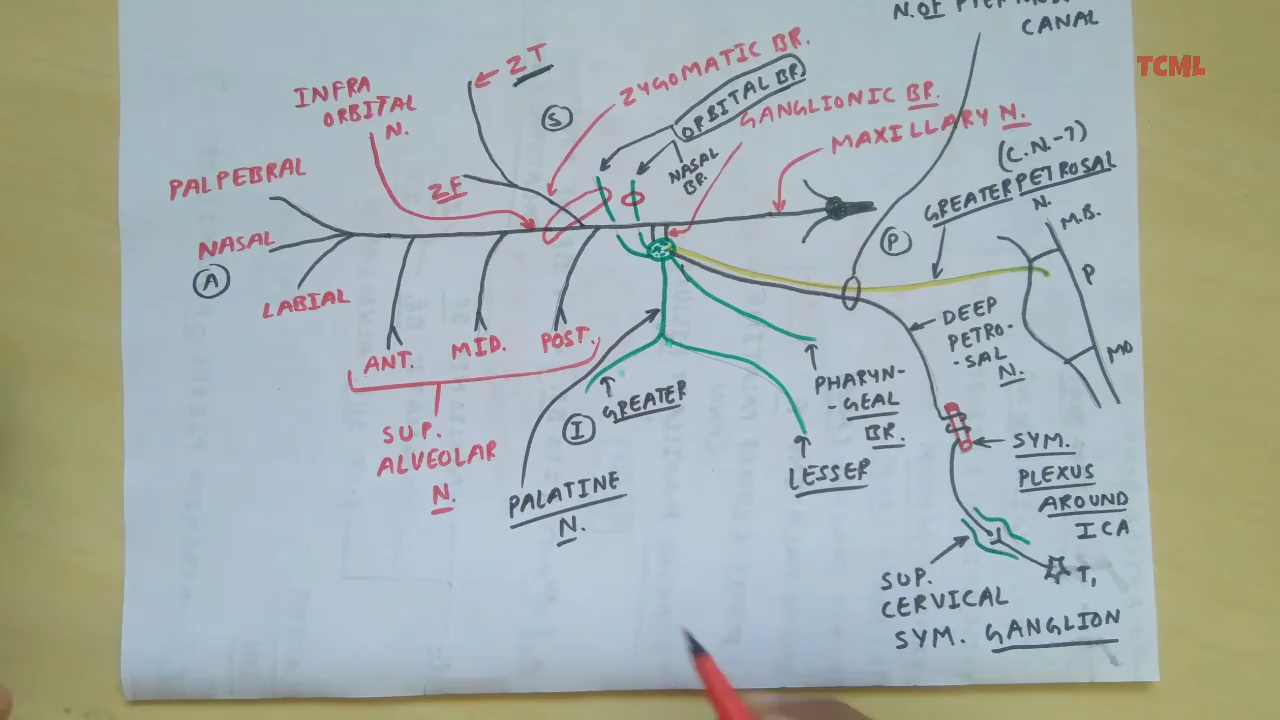 N. OF
CANAL
TCML
ZT
S
ZYGOMATIC BR.
ORBITAL BR
NASAL
BR.
GANGLIONIC BR.
MAXILLARY N.
(C.N-7)
GREATER PETROSAL
N.
INFRA
ORBITAL
N.
PALPEBRAL
ZF
NASAL
A
LABIAL
P
M.B.
P
MO
DEEP
PETRO-
-SAL
N.
ANT.
MID.
POST.
SUP.
ALVEOLAR
N.
I
GREATER
PHARYN-
-GEAL
BR.
LESSER
PALATINE
N.
SYM.
PLEXUS
AROUND
ICA
T,
SUP.
CERVICAL
SYM. GANGLION